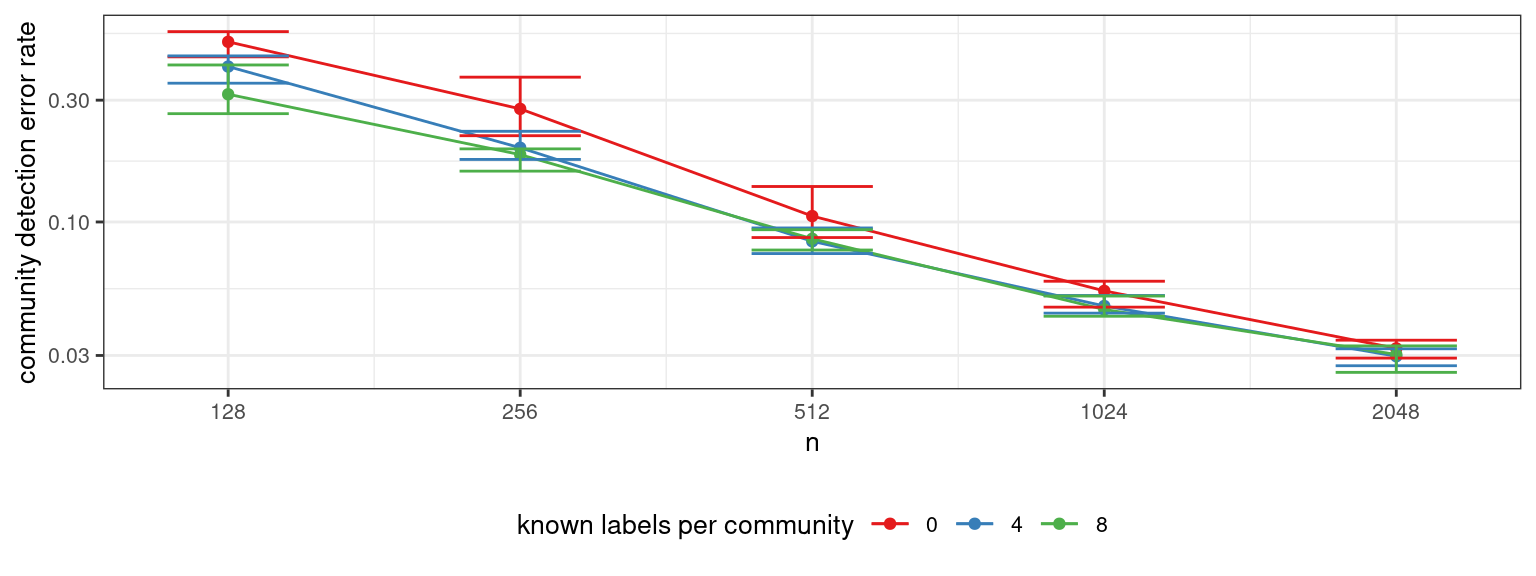 community detection error rate
0.30
0.10
0.03
128 256 512 1024 2048
n
known labels per community 0 4 8